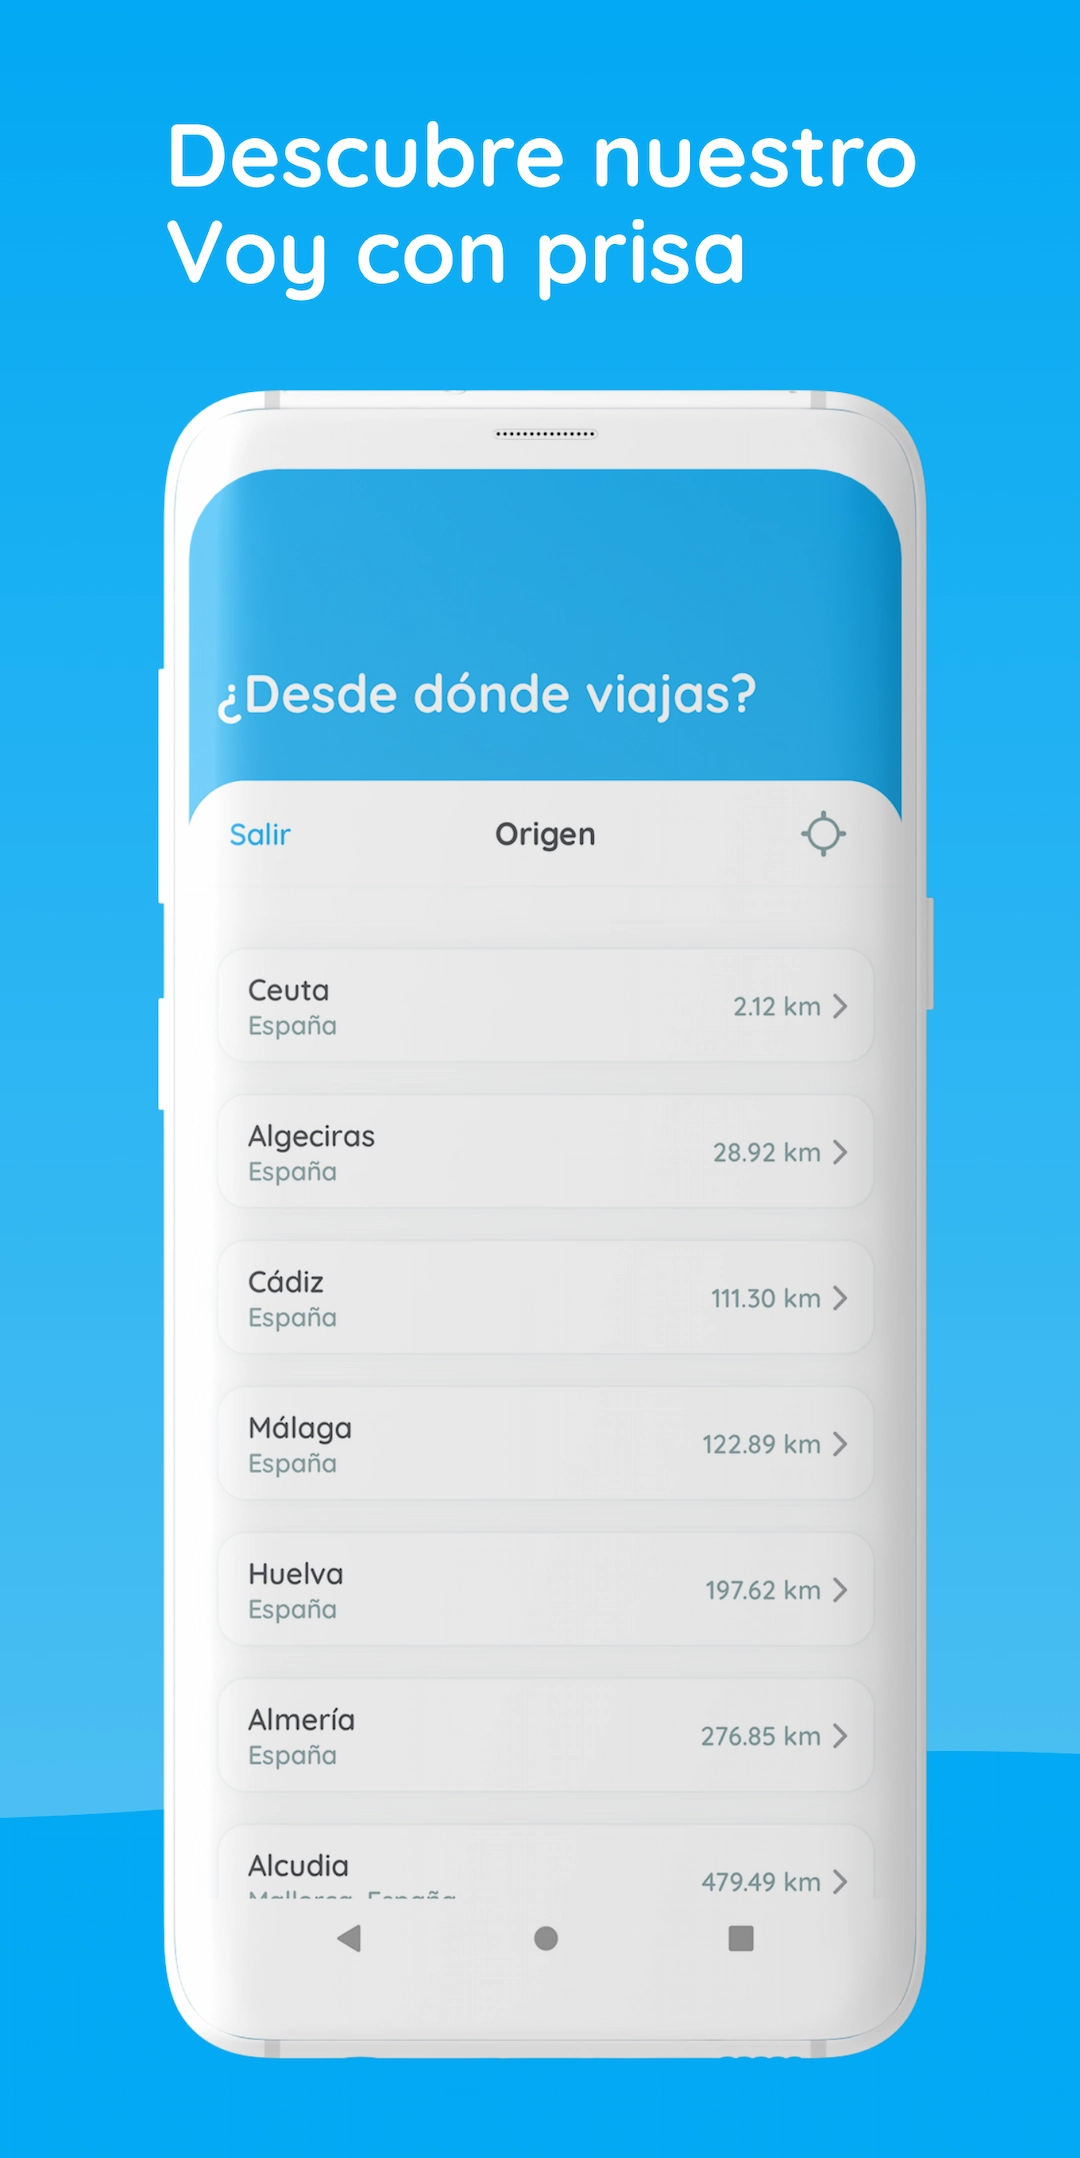 Descubre nuestro
Voy con prisa
¿Desde dónde viajas?
Salir
Origen
Ceuta
España
2.12 km
Algeciras
España
28.92 km
Cádiz
España
111.30 km
Málaga
España
122.89 km
Huelva
España
197.62 km
Almería
España
276.85 km
Alcudia
Mallorca, España
479.49 km